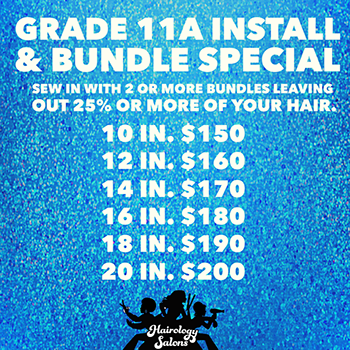 GRADE 11A INSTALL
& BUNDLE SPECIAL
SEW IN WITH 2 OR MORE BUNDLES LEAVING
OUT 25% OR MORE OF YOUR HAIR.
10 IN. $150
12 IN. $160
14 IN. $170
16 IN. $180
18 IN. $190
20 IN. $200
Hairology
Salons